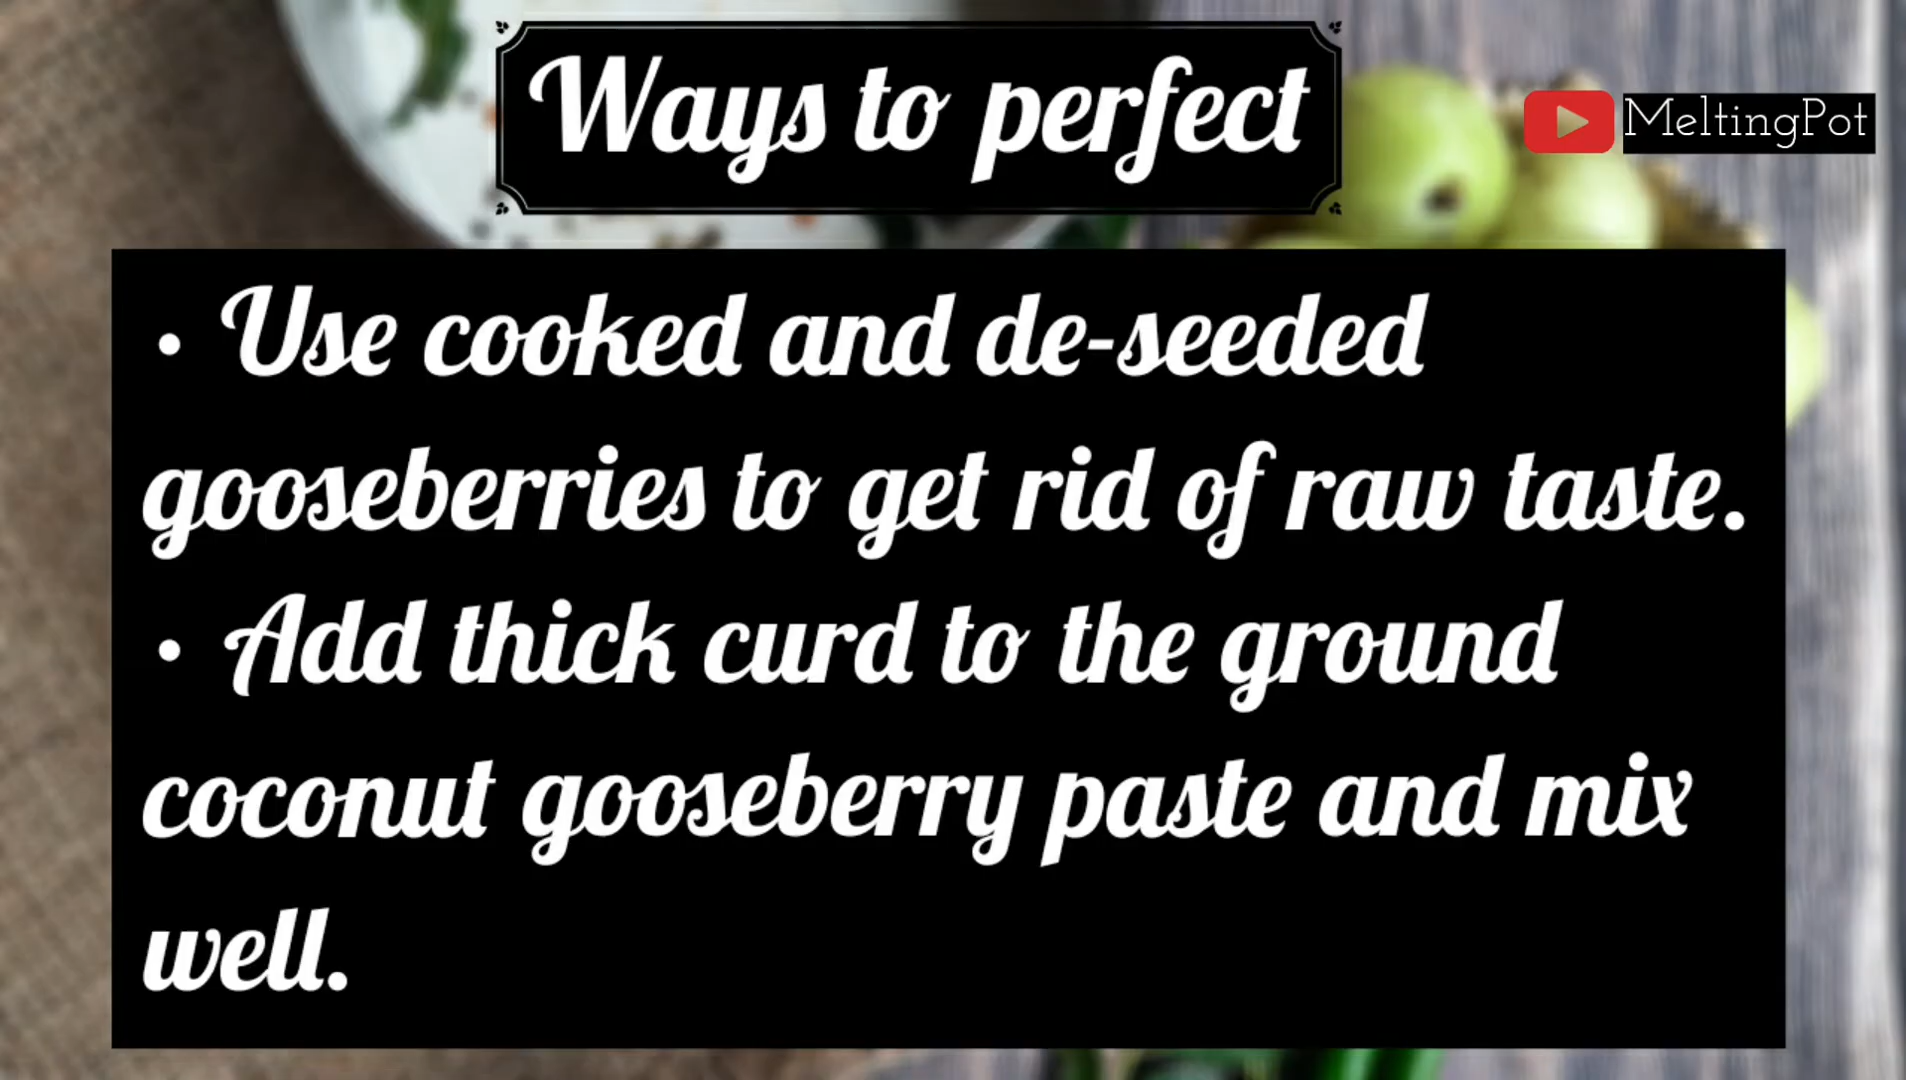 Ways to perfect
MeltingPot
• Use cooked and de-seeded
gooseberries to get rid of raw taste.
• Add thick curd to the ground
coconut gooseberry paste and mix
well.